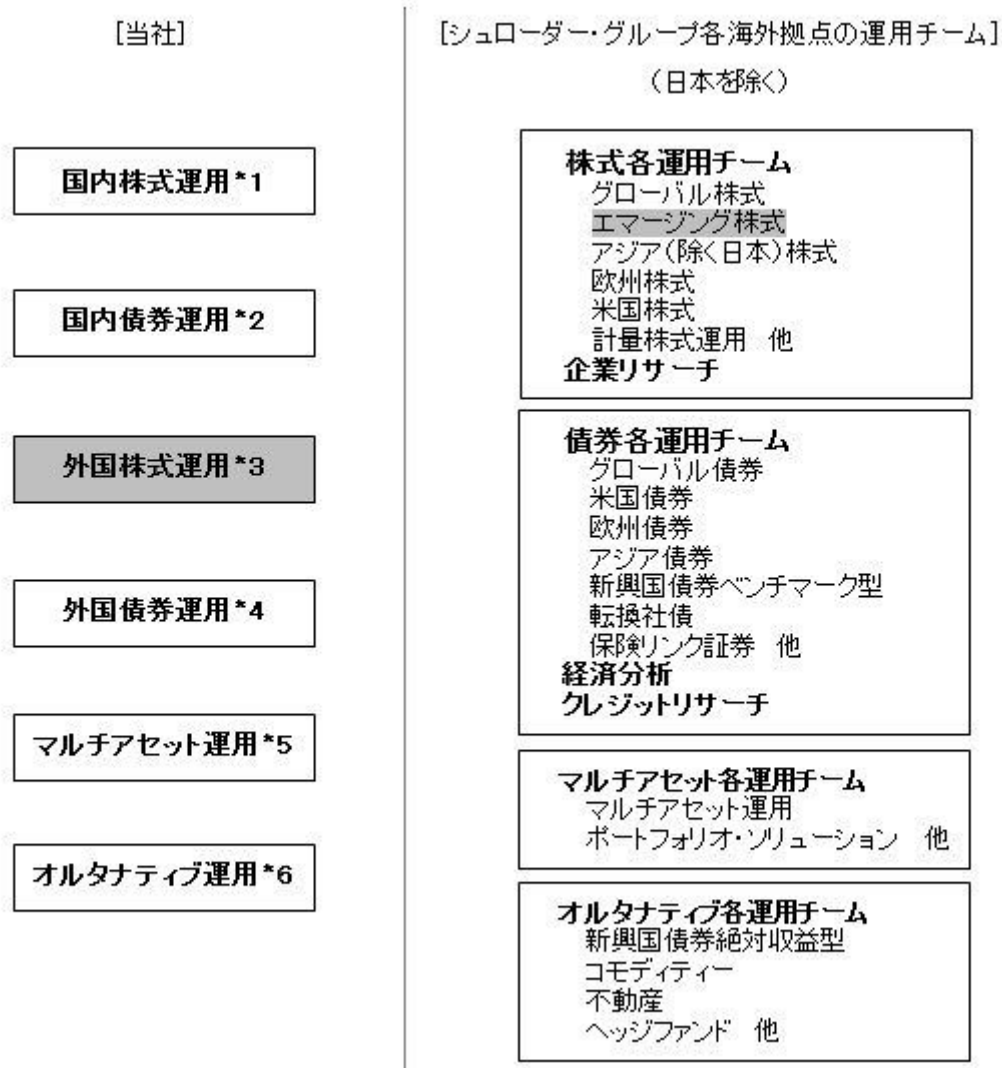 [当社]
国内株式運用*1
国内債券運用*2
外国株式運用*3
外国債券運用*4
マルチアセット運用*5
オルタナティブ運用*6
[シュローダー・グループ各海外拠点の運用チーム]
（日本を除く）
株式各運用チーム
グローバル株式
エマージング株式
アジア(除く日本)株式
欧州株式
米国株式
計量株式運用　他
企業リサーチ
債券各運用チーム
グローバル債券
米国債券
欧州債券
アジア債券
新興国債券ベンチマーク型
転換社債
保険リンク証券　他
経済分析
クレジットリサーチ
マルチアセット各運用チーム
マルチアセット運用
ポートフォリオ・ソリューション　他
オルタナティブ各運用チーム
新興国債券絶対収益型
コモディティー
不動産
ヘッジファンド　他